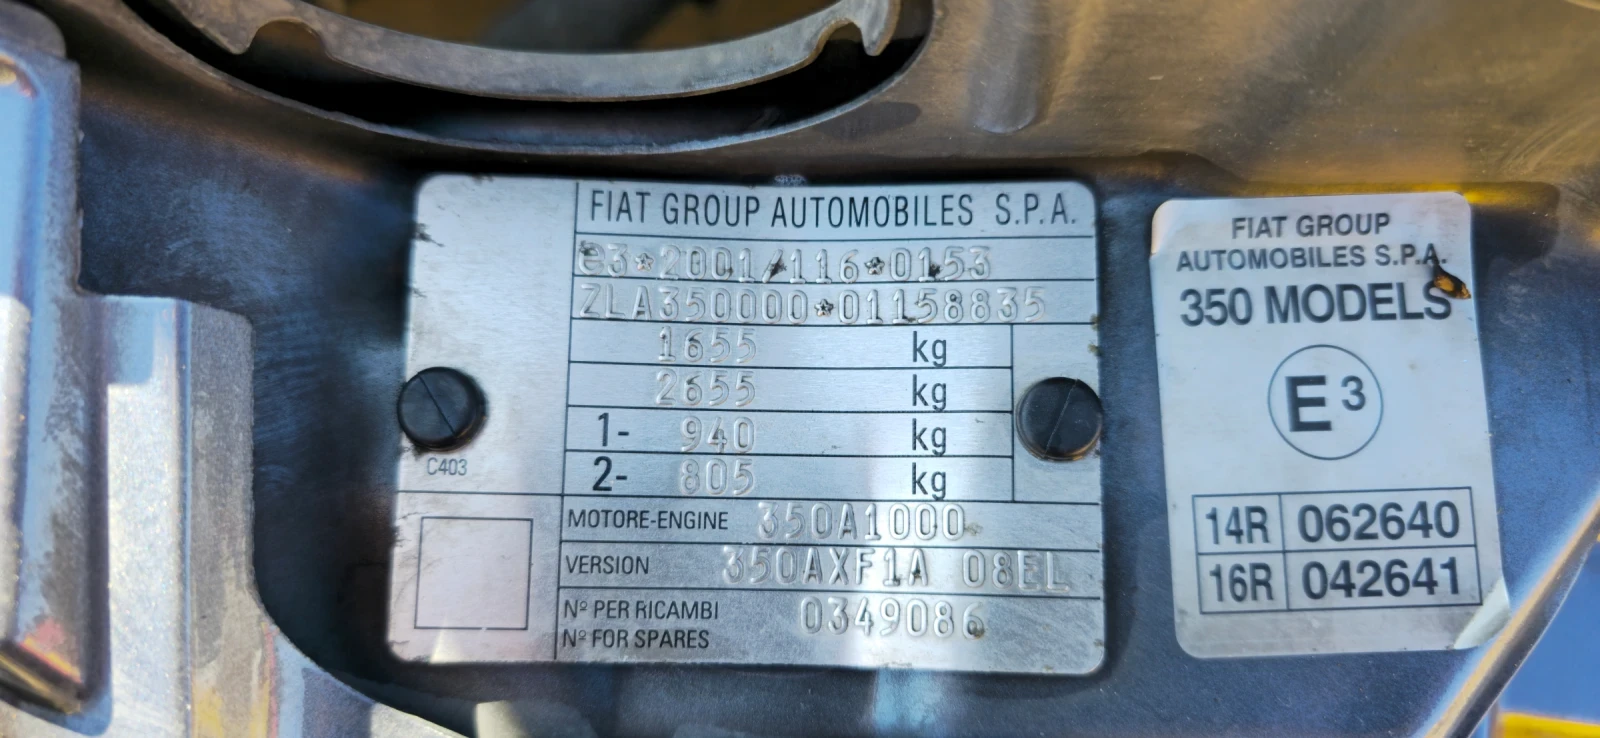 FIAT GROUP AUTOMOBILES S.P.A.
e3*2001/116*0153
ZLA350000*01158835
1655 kg
2655 kg
1- 940 kg
2- 805 kg
C403
MOTORE-ENGINE 350A1000
VERSION 350AXF1A 08EL
Nº PER RICAMBI
Nº FOR SPARES 0349086
FIAT GROUP
AUTOMOBILES S.P.A.
350 MODELS
E3
14R 062640
16R 042641